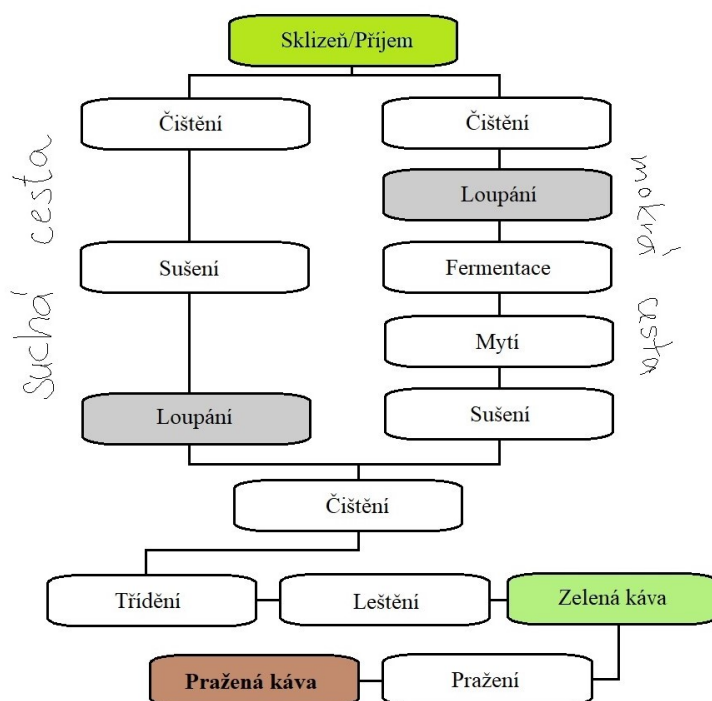 Sklizeň/Příjem
suchá cesta
Čištění
Sušení
Loupání
mokrá cesta
Čištění
Loupání
Fermentace
Mytí
Sušení
Čištění
Třídění
Leštění
Zelená káva
Pražení
Pražená káva